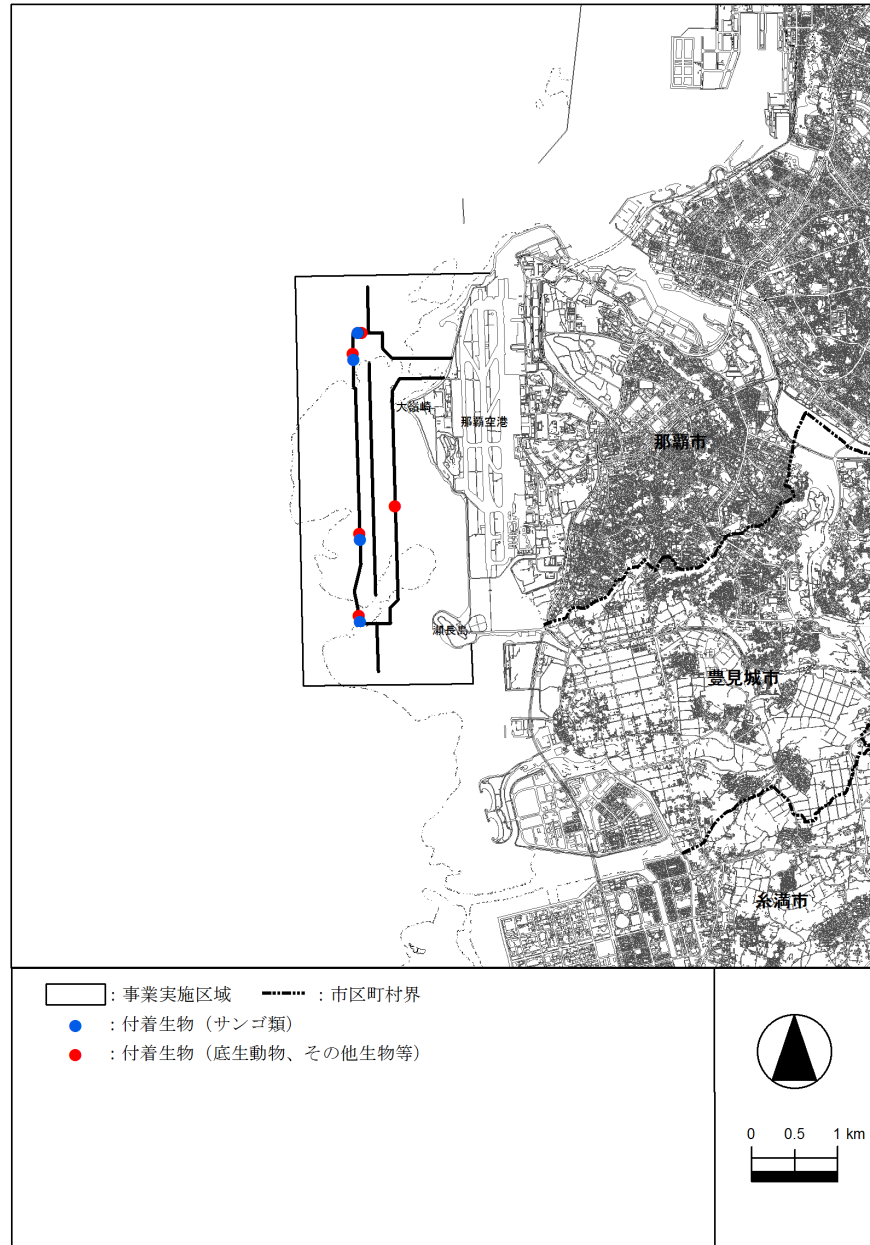 大嶺崎
那覇空港
那覇市
瀬長島
豊見城市
糸満市
：事業実施区域 ：市区町村界
：付着生物（サンゴ類）
：付着生物（底生動物、その他生物等）
0 0.5 1 km